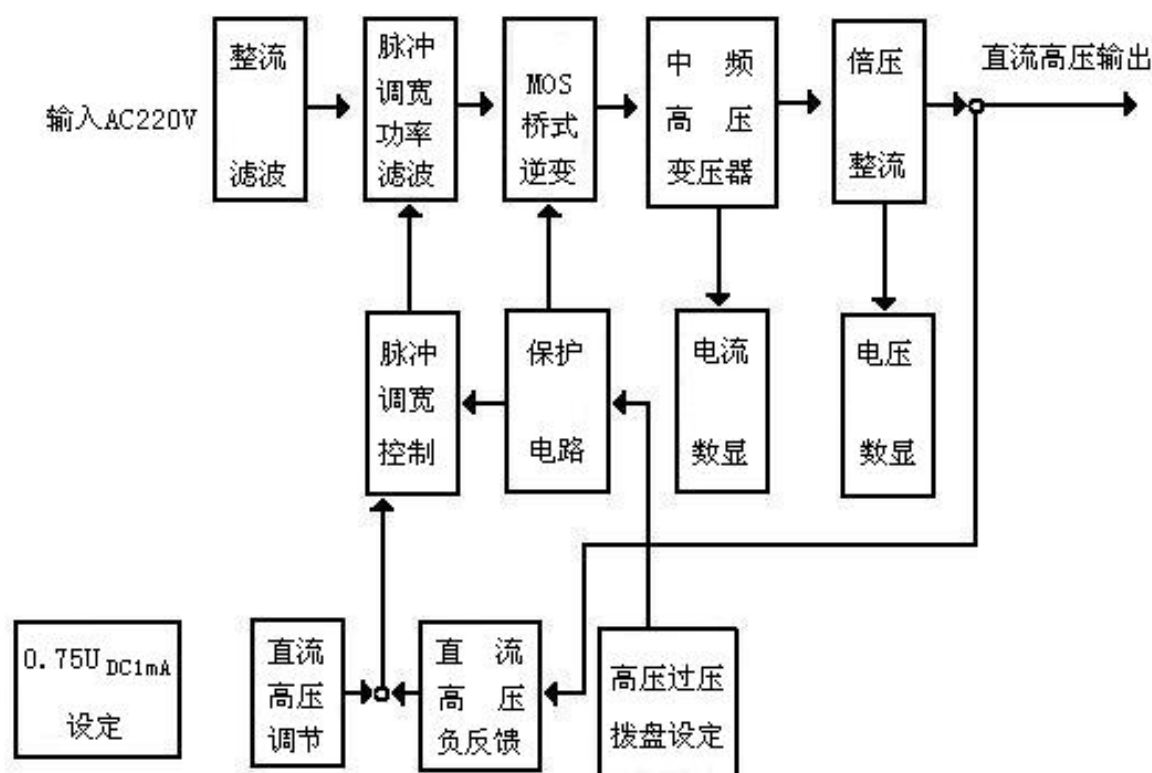 输入AC220V
整流
滤波
脉冲
调宽
功率
滤波
MOS
桥式
逆变
中 频
高 压
变压器
倍压
整流
直流高压输出
脉冲
调宽
控制
保护
电路
电流
数显
电压
数显
0.75U DC1mA
设定
直流
高压
调节
直 流
高 压
负反馈
高压过压
拨盘设定